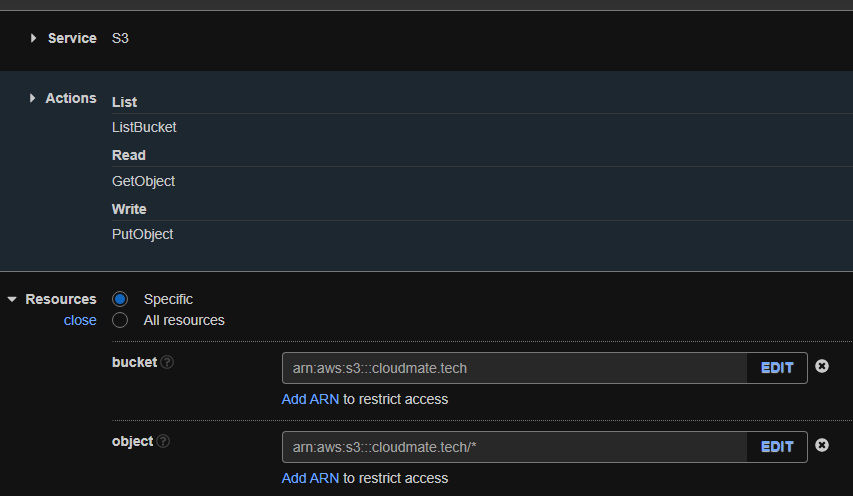 Service S3
Actions List
ListBucket
Read
GetObject
Write
PutObject
Resources Specific
close All resources
bucket ? arn:aws:s3:::cloudmate.tech EDIT
Add ARN to restrict access
object ? arn:aws:s3:::cloudmate.tech/* EDIT
Add ARN to restrict access